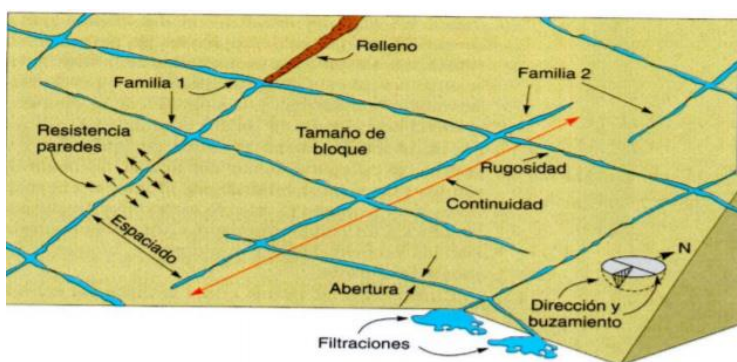 Relleno
Familia 1
Familia 2
Resistencia
paredes
Tamaño de
bloque
Rugosidad
Continuidad
Espaciado
N
Abertura
Dirección y
buzamiento
Filtraciones